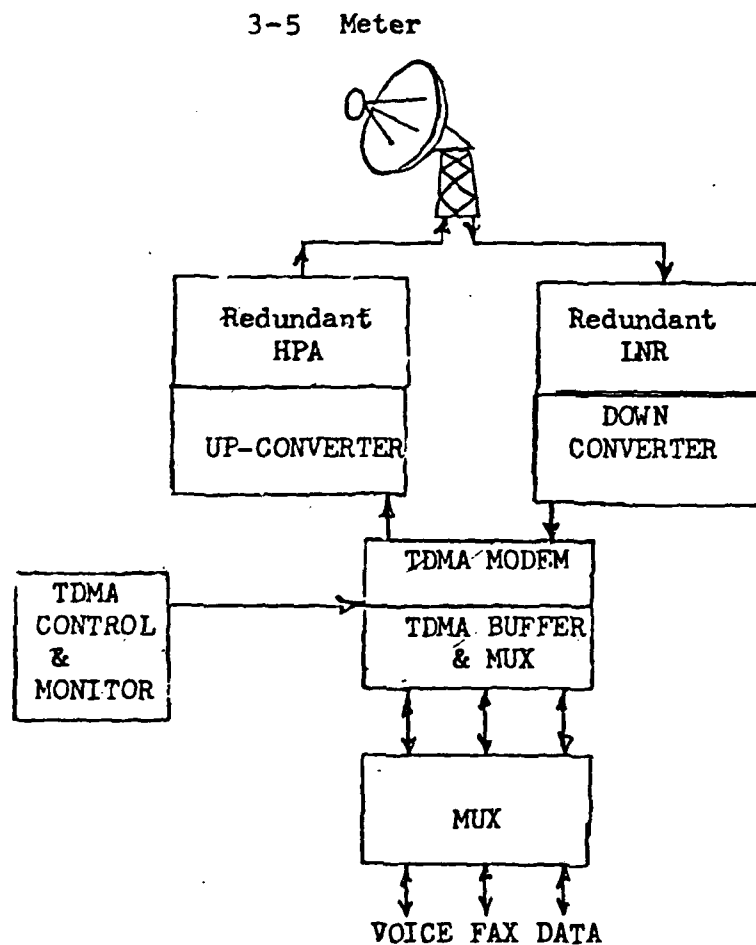 3-5 Meter
Redundant
HPA
UP-CONVERTER
Redundant
LNR
DOWN
CONVERTER
TDMA MODEM
TDMA BUFFER
& MUX
TDMA
CONTROL
&
MONITOR
MUX
VOICE FAX DATA